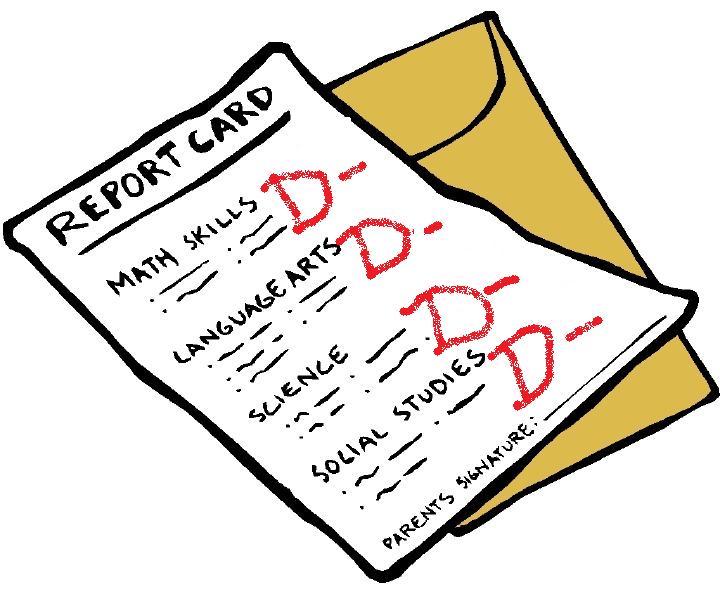 REPORT CARD
MATH SKILLS D-
LANGUAGE ARTS D-
SCIENCE D-
SOCIAL STUDIES D-
PARENTS SIGNATURE: